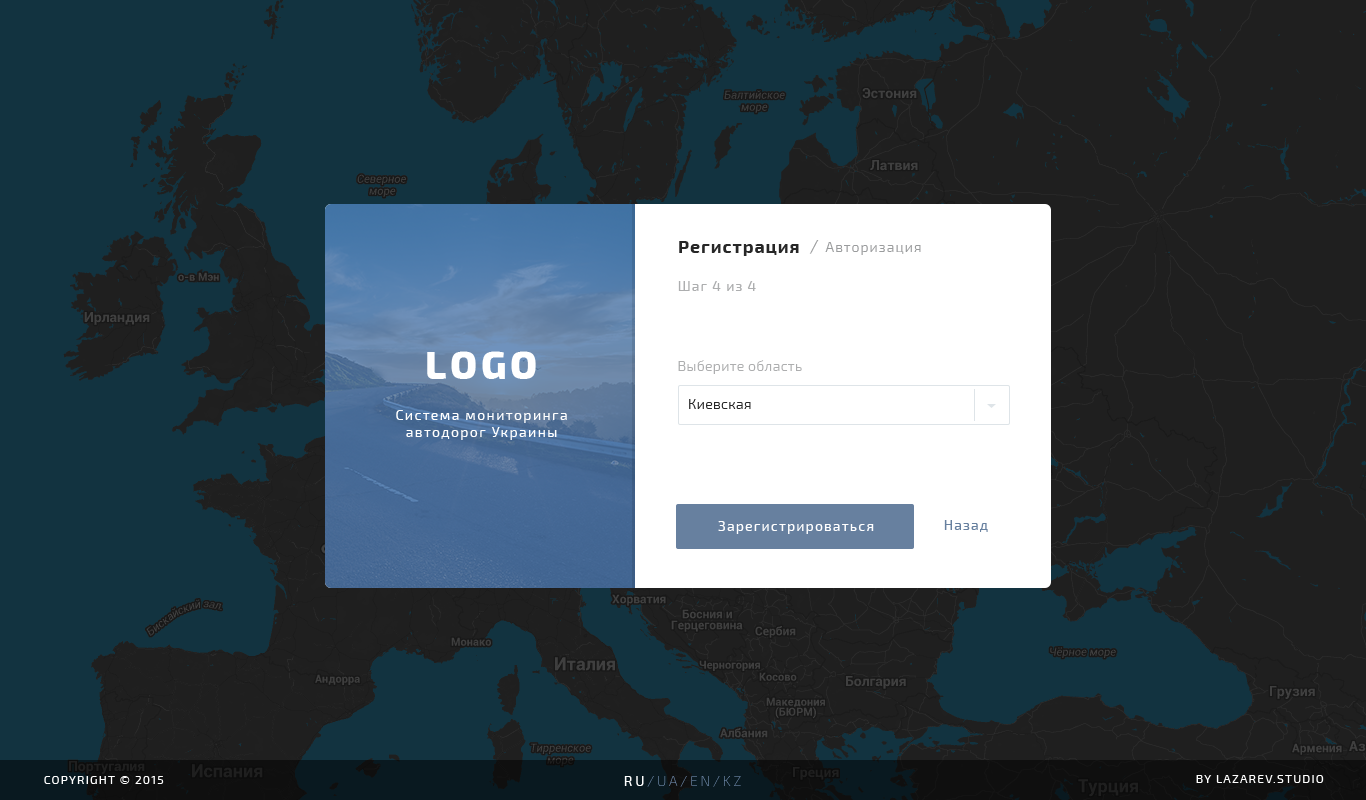 Балтийское
море
Эстония
Латвия
Северное
море
о-в Мэн
Ирландия
LOGO
Система мониторинга
автодорог Украины
Регистрация / Авторизация
Шаг 4 из 4
Выберите область
Киевская
Зарегистрироваться
Назад
Хорватия
Бискайский зал.
Босния и
Герцеговина
Сербия
Монако
Италия
Черногория
Косово
Андорра
Чёрное море
Болгария
Македония
(БЮРМ)
Грузия
Албания
Тирренское
море
Армения
Португалия
Испания
Греция
Турция
COPYRIGHT © 2015
RU/UA/EN/KZ
BY LAZAREV.STUDIO